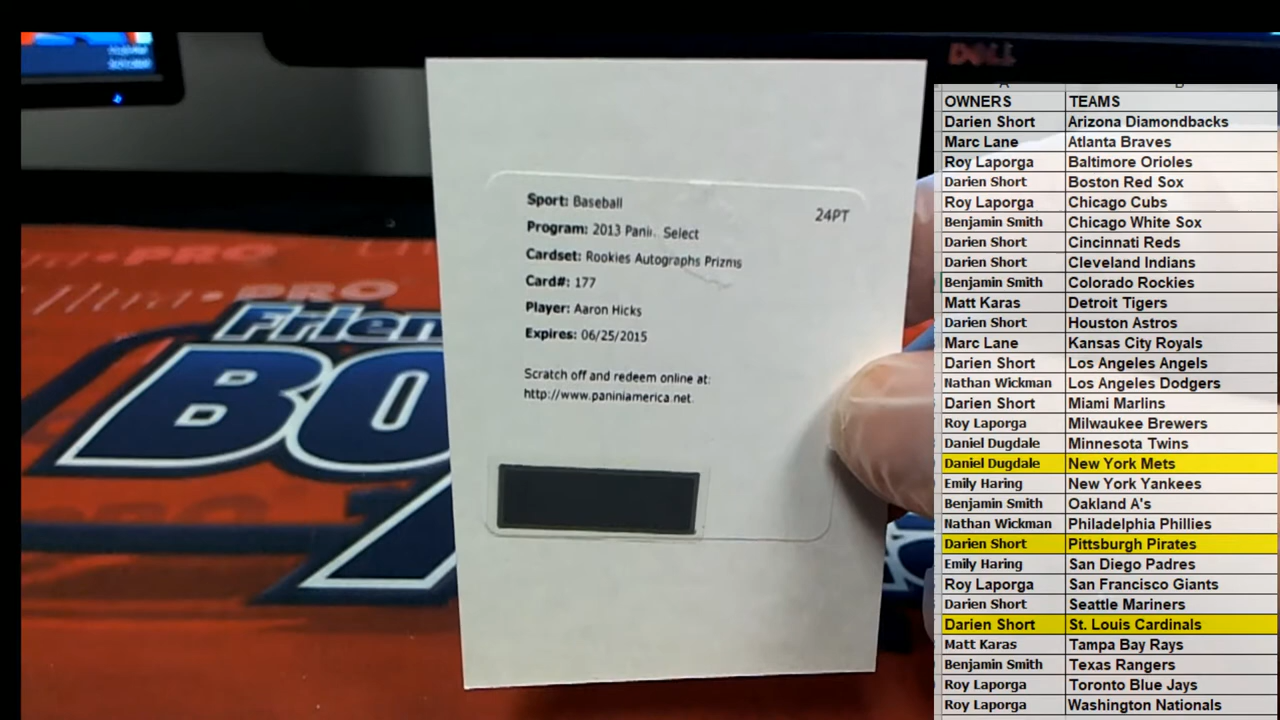 DELL
PRO
PRO
Frien
BO
7
Sport: Baseball
24PT
Program: 2013 Pani Select
Cardset: Rookies Autographs Prizms
Card#: 177
Player: Aaron Hicks
Expires: 06/25/2015
Scratch off and redeem online at:
http://www.paniniamerica.net.
OWNERS TEAMS
Darien Short Arizona Diamondbacks
Marc Lane Atlanta Braves
Roy Laporga Baltimore Orioles
Darien Short Boston Red Sox
Roy Laporga Chicago Cubs
Benjamin Smith Chicago White Sox
Darien Short Cincinnati Reds
Darien Short Cleveland Indians
Benjamin Smith Colorado Rockies
Matt Karas Detroit Tigers
Darien Short Houston Astros
Marc Lane Kansas City Royals
Darien Short Los Angeles Angels
Nathan Wickman Los Angeles Dodgers
Darien Short Miami Marlins
Roy Laporga Milwaukee Brewers
Daniel Dugdale Minnesota Twins
Daniel Dugdale New York Mets
Emily Haring New York Yankees
Benjamin Smith Oakland A's
Nathan Wickman Philadelphia Phillies
Darien Short Pittsburgh Pirates
Emily Haring San Diego Padres
Roy Laporga San Francisco Giants
Darien Short Seattle Mariners
Darien Short St. Louis Cardinals
Matt Karas Tampa Bay Rays
Benjamin Smith Texas Rangers
Roy Laporga Toronto Blue Jays
Roy Laporga Washington Nationals